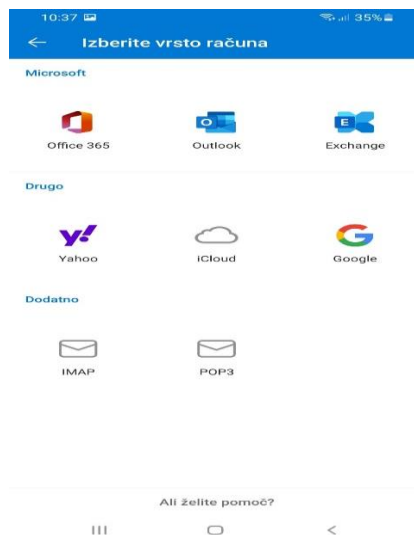 10:37 35%
Izberite vrsto računa
Microsoft
Office 365 Outlook Exchange
Drugo
Yahoo iCloud Google
Dodatno
IMAP POP3
Ali želite pomoč?